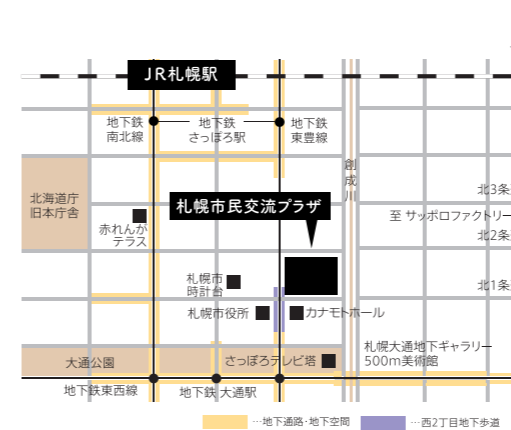 JR札幌駅
地下鉄
南北線
地下鉄
さっぽろ駅
地下鉄
東豊線
創成川
北海道庁
旧本庁舎
札幌市民交流プラザ
北3条
赤れんが
テラス
至 サッポロファクトリー
北2条
札幌市
時計台
北1条
札幌市役所
カナモトホール
大通公園
さっぽろテレビ塔
札幌大通地下ギャラリー
500m美術館
地下鉄東西線
地下鉄 大通駅
…地下通路・地下空間
…西2丁目地下歩道